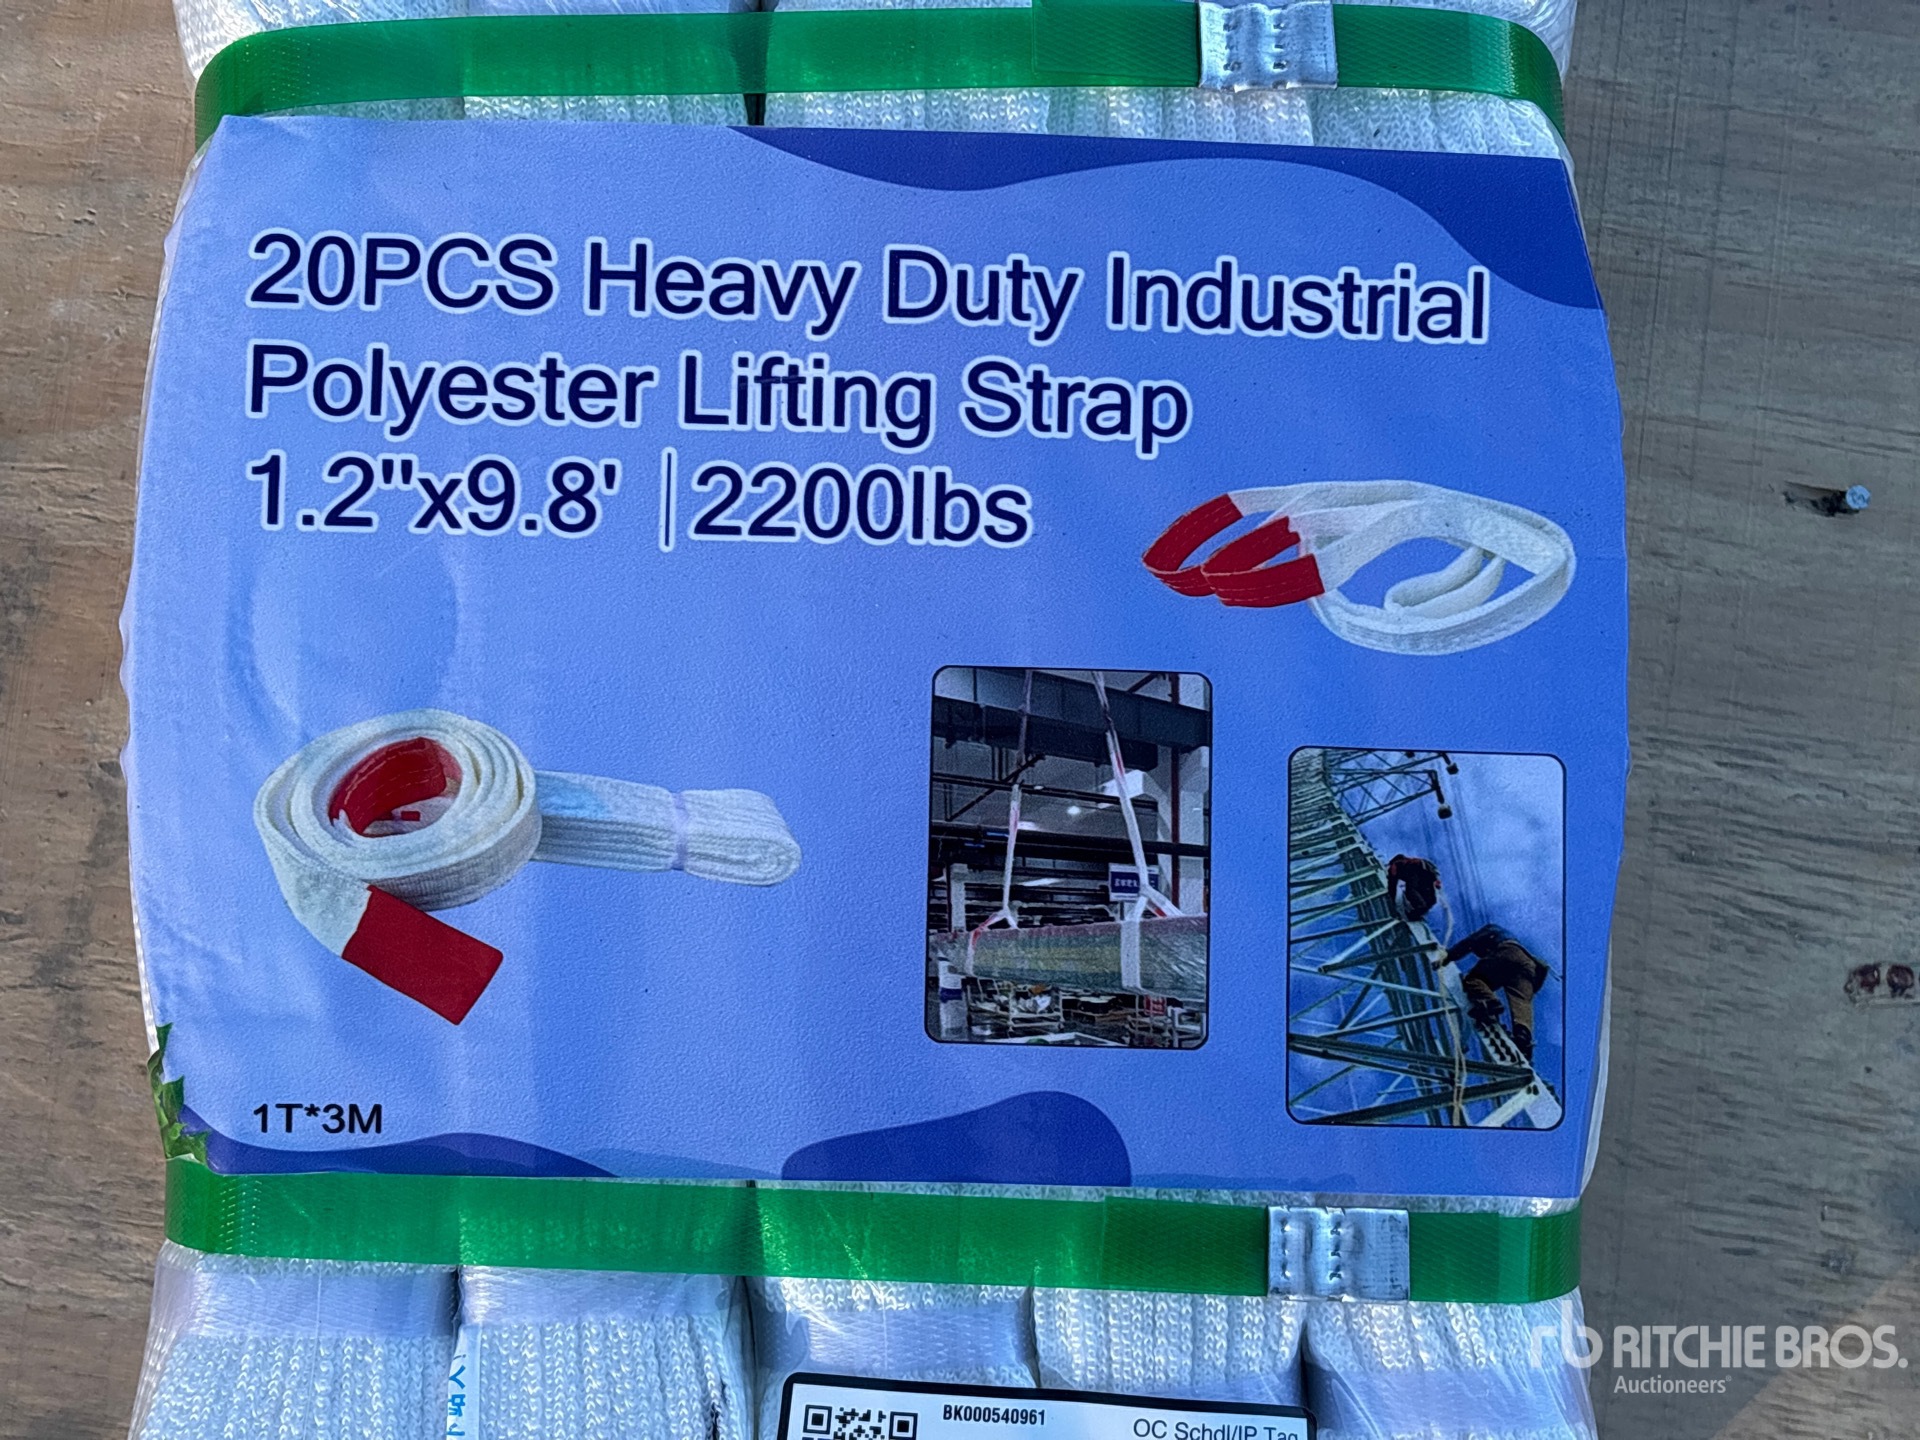 20PCS Heavy Duty Industrial
Polyester Lifting Strap
1.2"x9.8' |2200lbs
1T*3M
BK000540961
OC Schdl/IP Tag
rb RITCHIE BROS.
Auctioneers